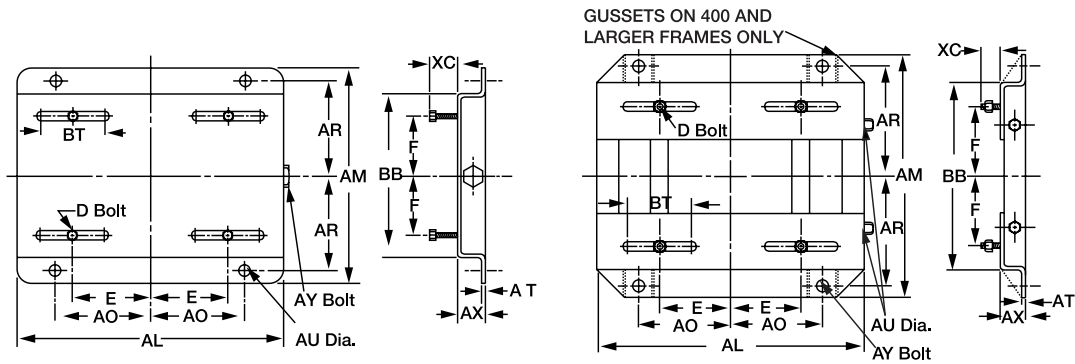 GUSSETS ON 400 AND
LARGER FRAMES ONLY
XC
BT
AR
AM
AR
D Bolt
E
E
AO
AO
AL
AY Bolt
AU Dia.
BB
F
F
A T
AX
D Bolt
BT
AR
AM
AR
E
E
AO
AO
AL
AU Dia.
AY Bolt
XC
BB
F
F
AT
AX